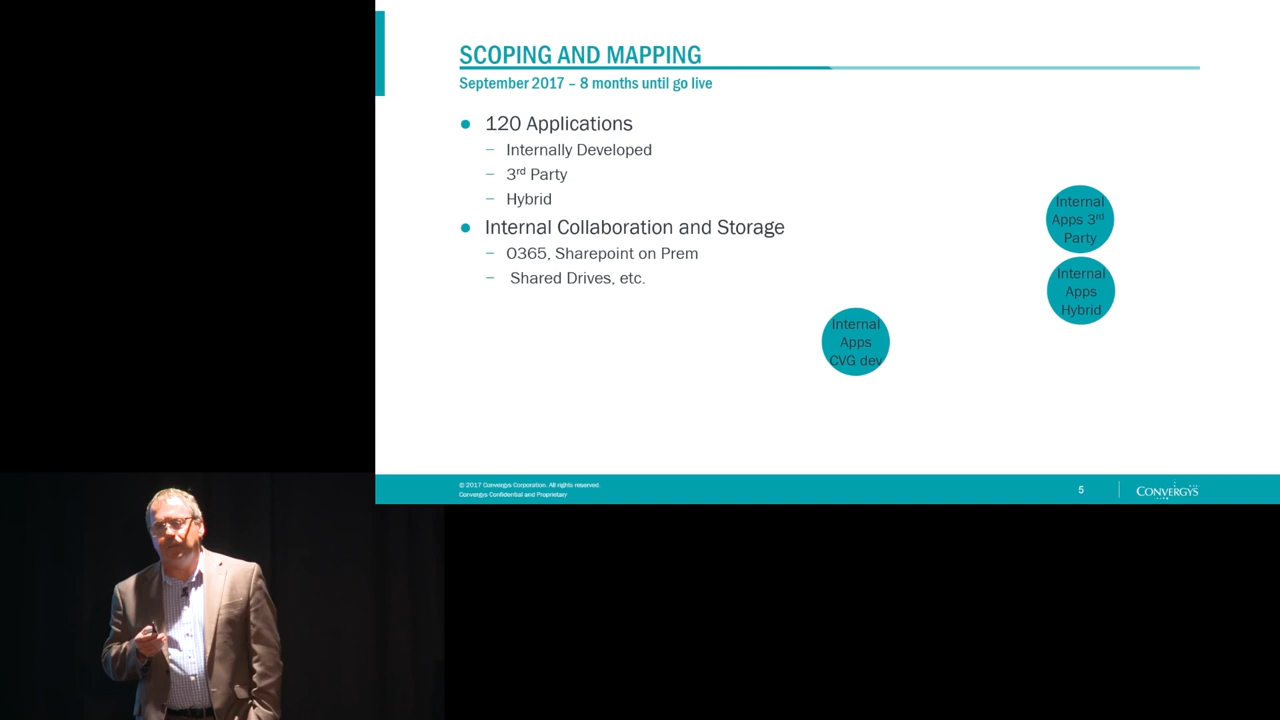 SCOPING AND MAPPING
September 2017 – 8 months until go live
● 120 Applications
– Internally Developed
– 3rd Party
– Hybrid
● Internal Collaboration and Storage
– O365, Sharepoint on Prem
– Shared Drives, etc.
Internal
Apps 3rd
Party
Internal
Apps
Hybrid
Internal
Apps
CVG dev
© 2017 Convergys Corporation. All rights reserved.
Convergys Confidential and Proprietary
5
CONVERGYS